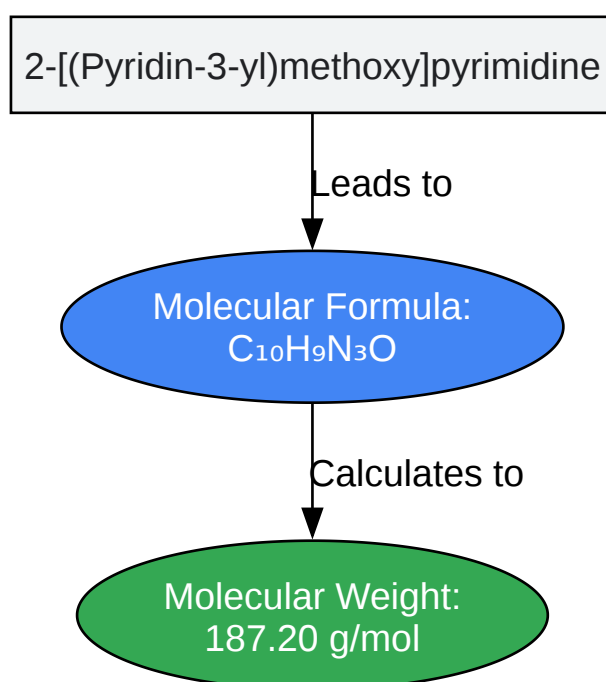 2-[(Pyridin-3-yl)methoxy]pyrimidine
Leads to
Molecular Formula:
C₁₀H₉N₃O
Calculates to
Molecular Weight:
187.20 g/mol